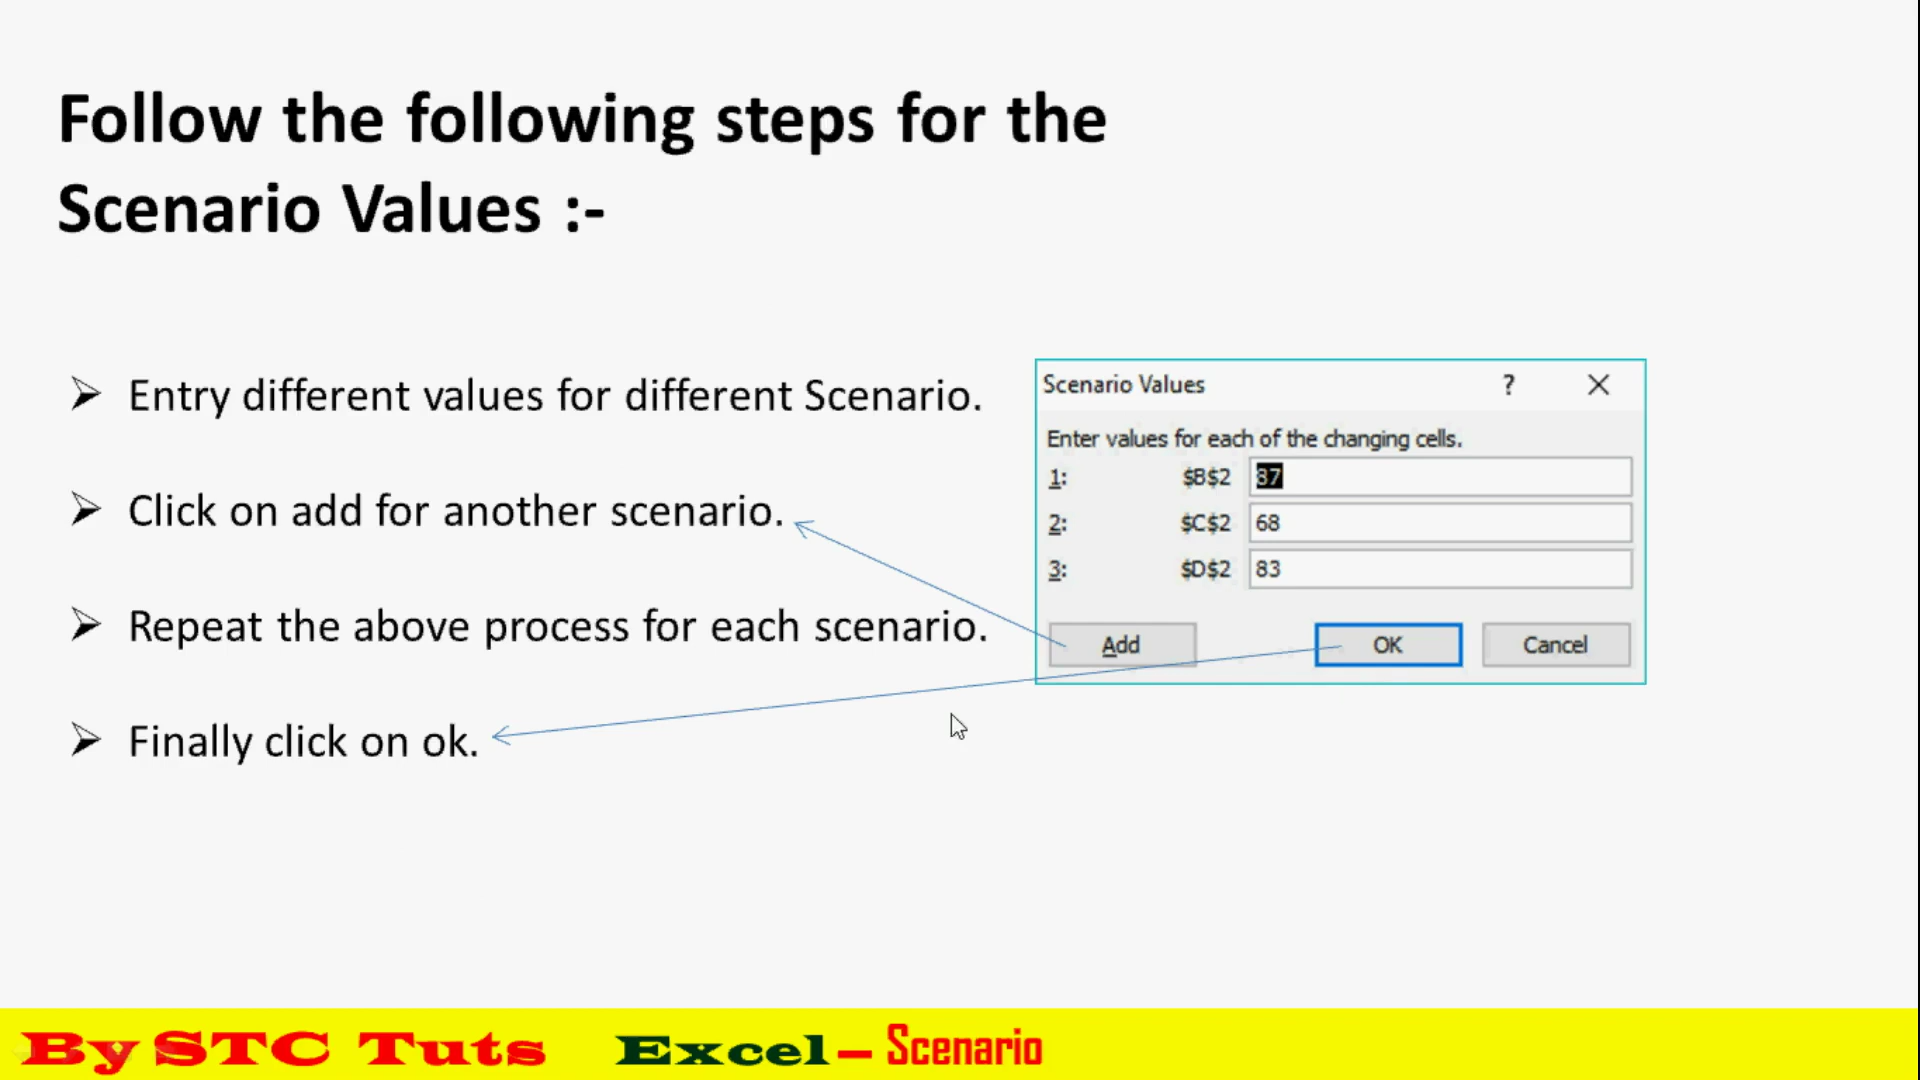 Follow the following steps for the
Scenario Values :-
Entry different values for different Scenario.
Click on add for another scenario.
Repeat the above process for each scenario.
Finally click on ok.
Scenario Values ?
Enter values for each of the changing cells.
1: $B$2 87
2: $C$2 68
3: $D$2 83
Add OK Cancel
By STC Tuts Excel – Scenario